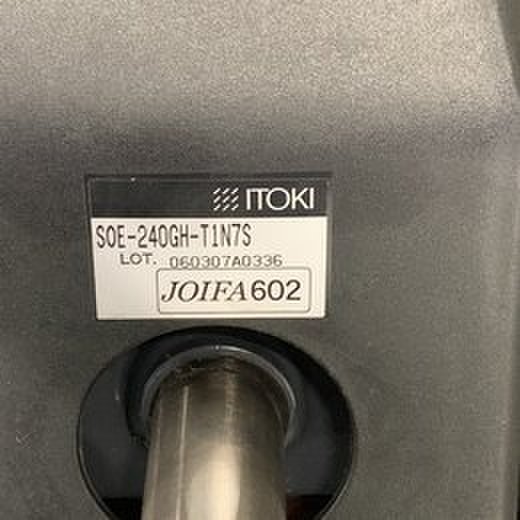 ITOKI
SOE-240GH-T1N7S
LOT. 060307A0336
JOIFA602